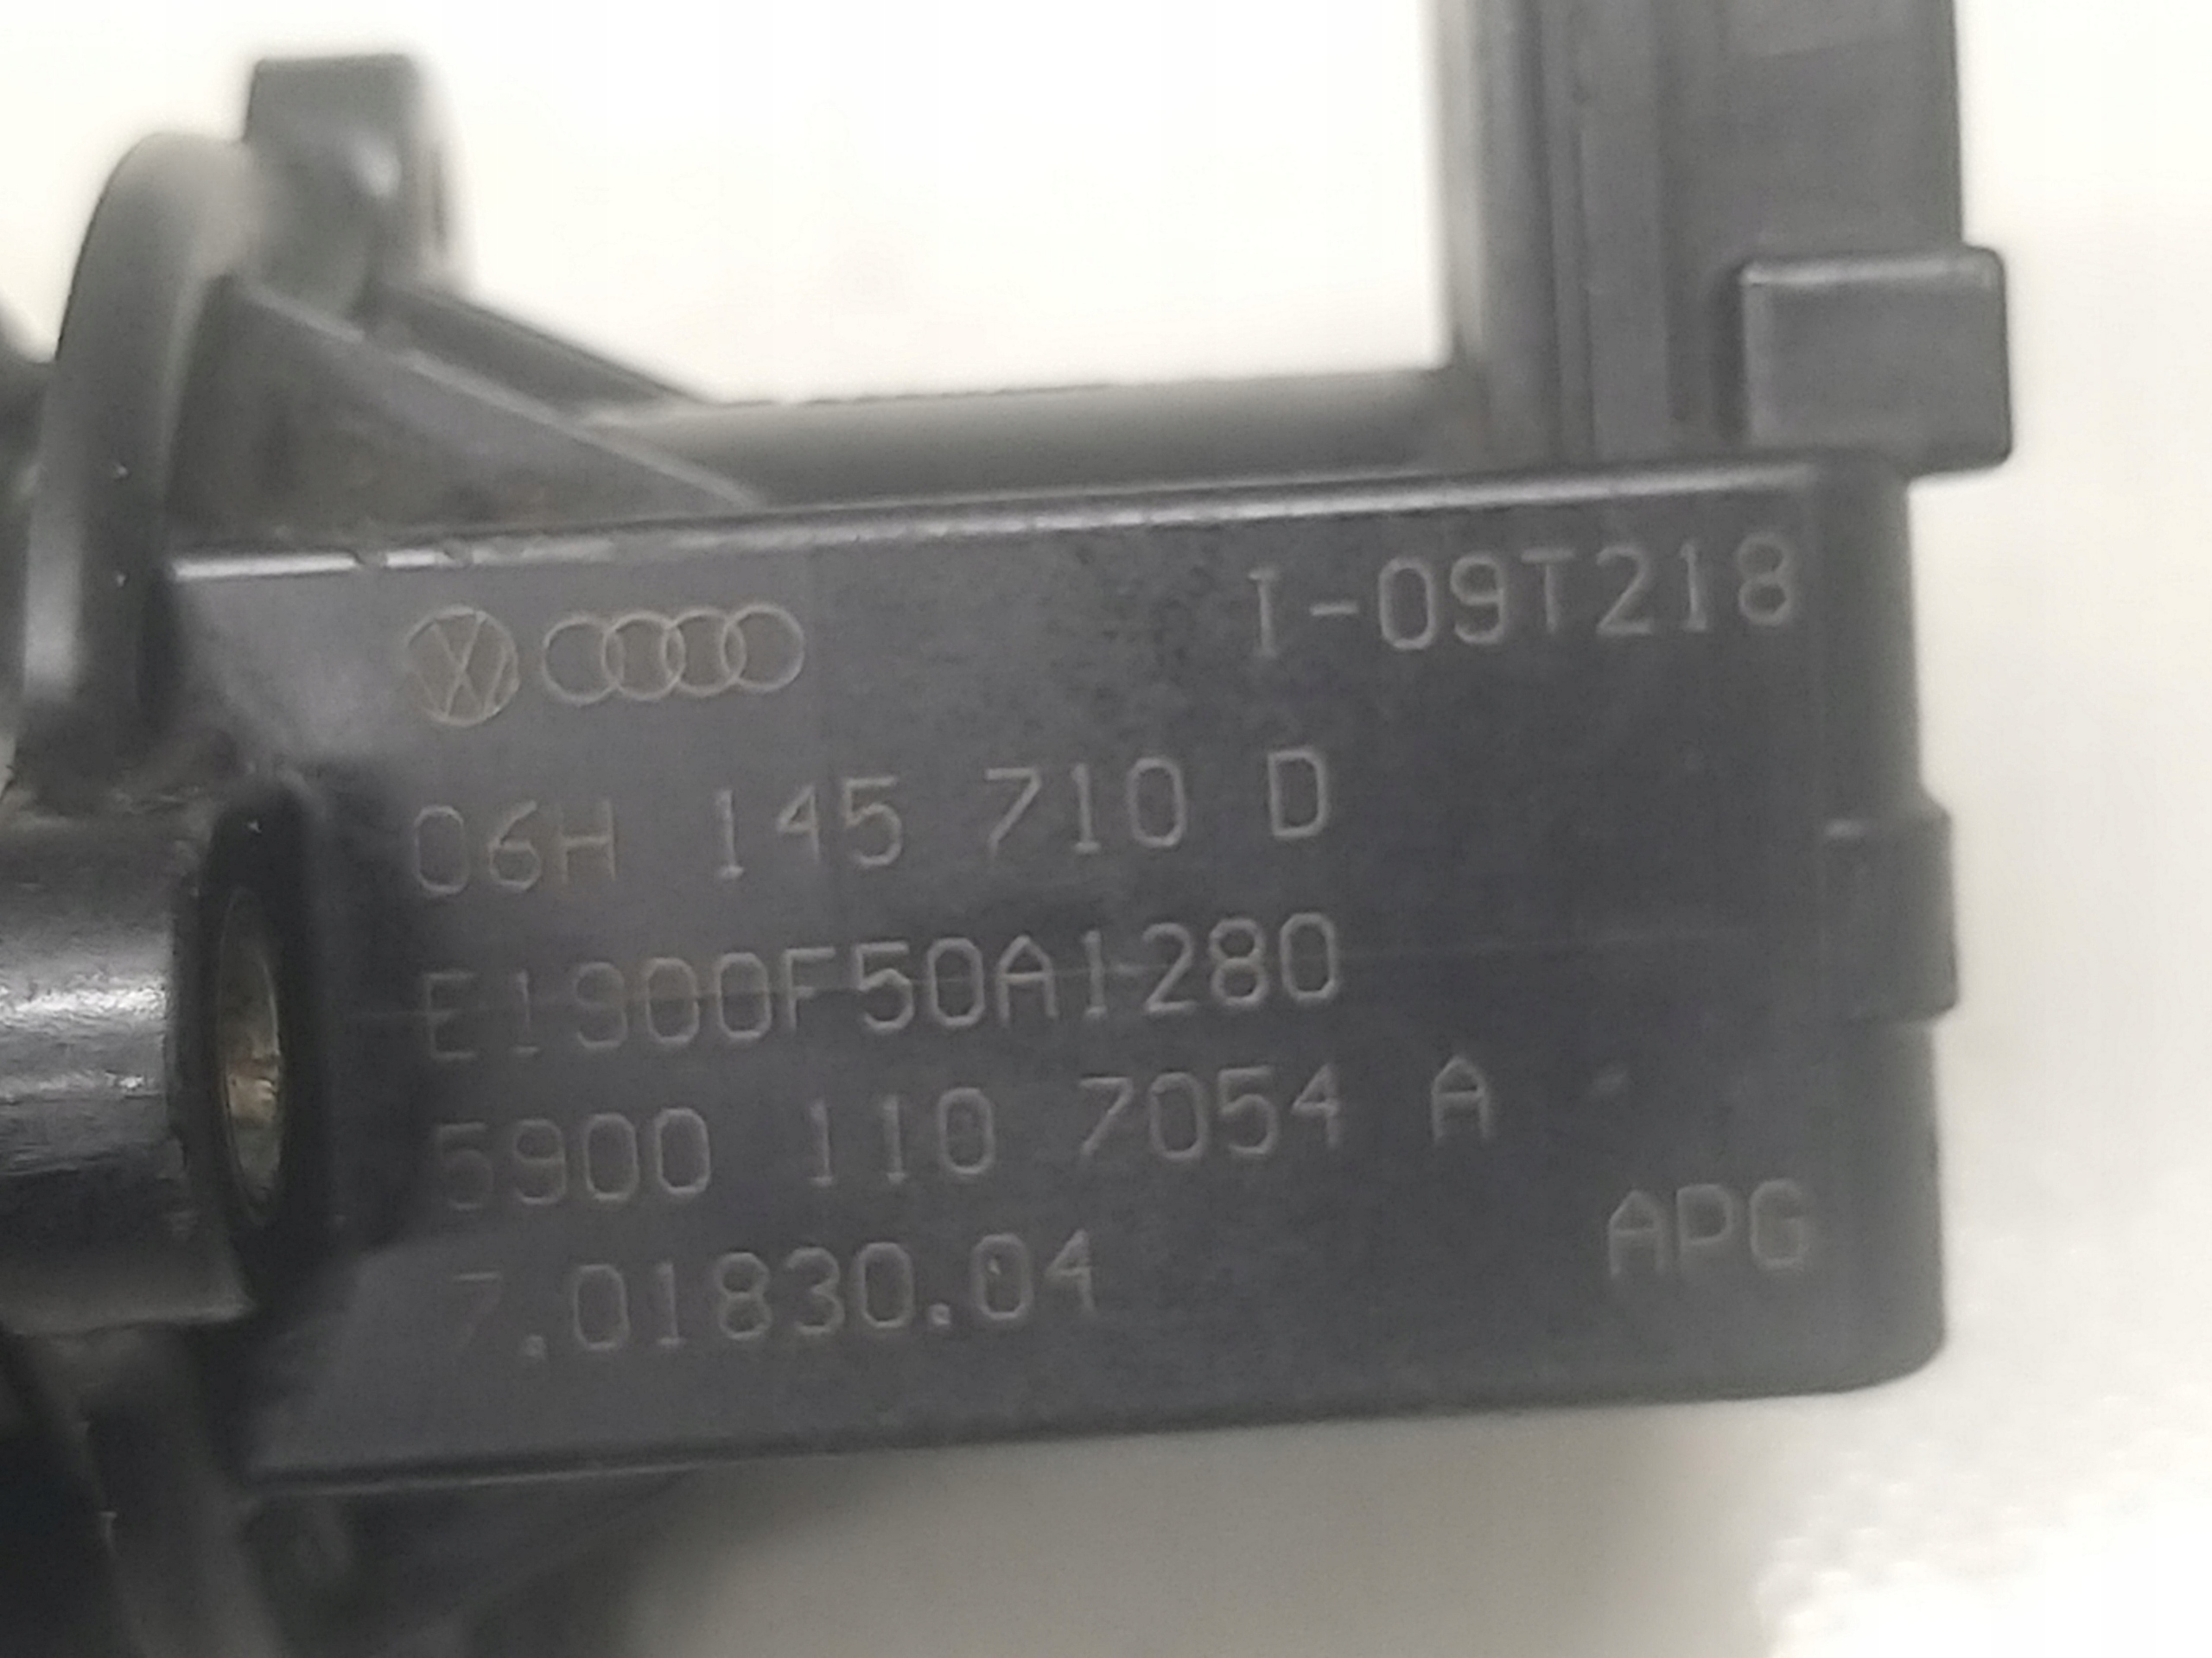 I-09T218
06H 145 710 D
E1900F50A1280
5900 110 7054 A
7.01830.04
APG